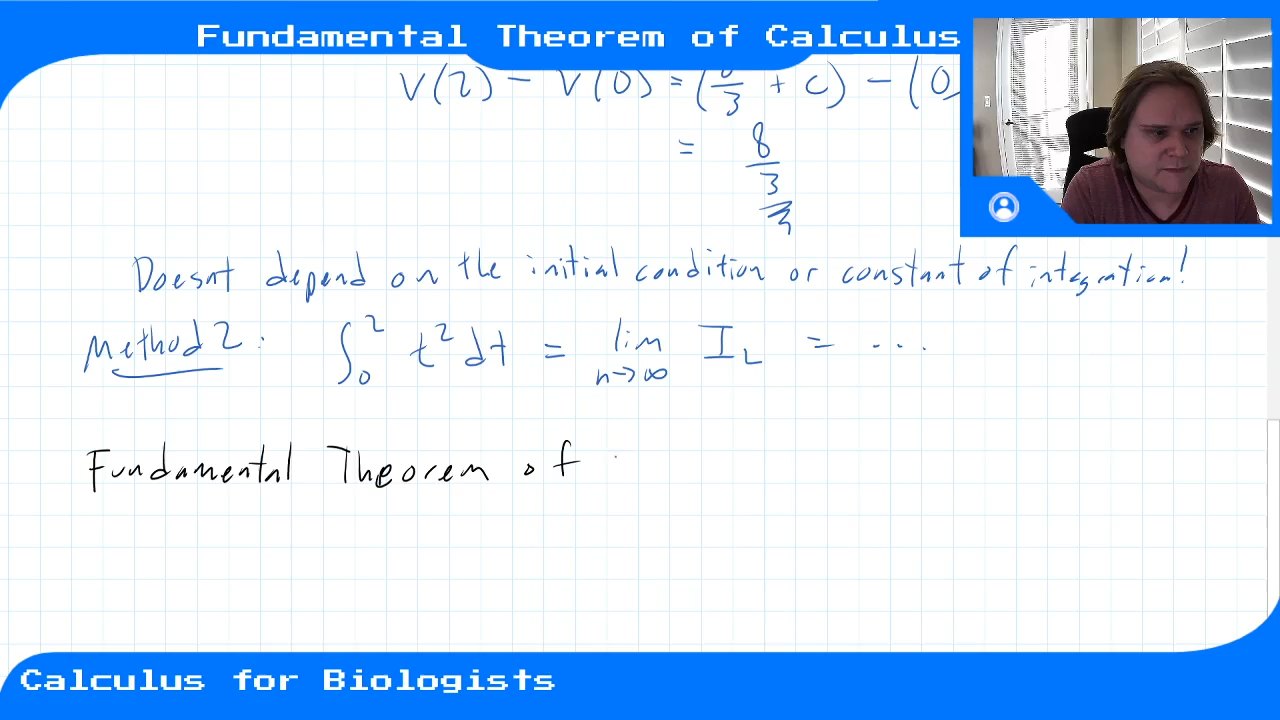 Fundamental Theorem of Calculus
V(2) - V(0) = (8/3 + c) - (0
= 8/3
Doesnt depend on the initial condition or constant of integration!
Method 2: ∫₀² t² dt = lim n→∞ I_L = ...
Fundamental Theorem of
Calculus for Biologists